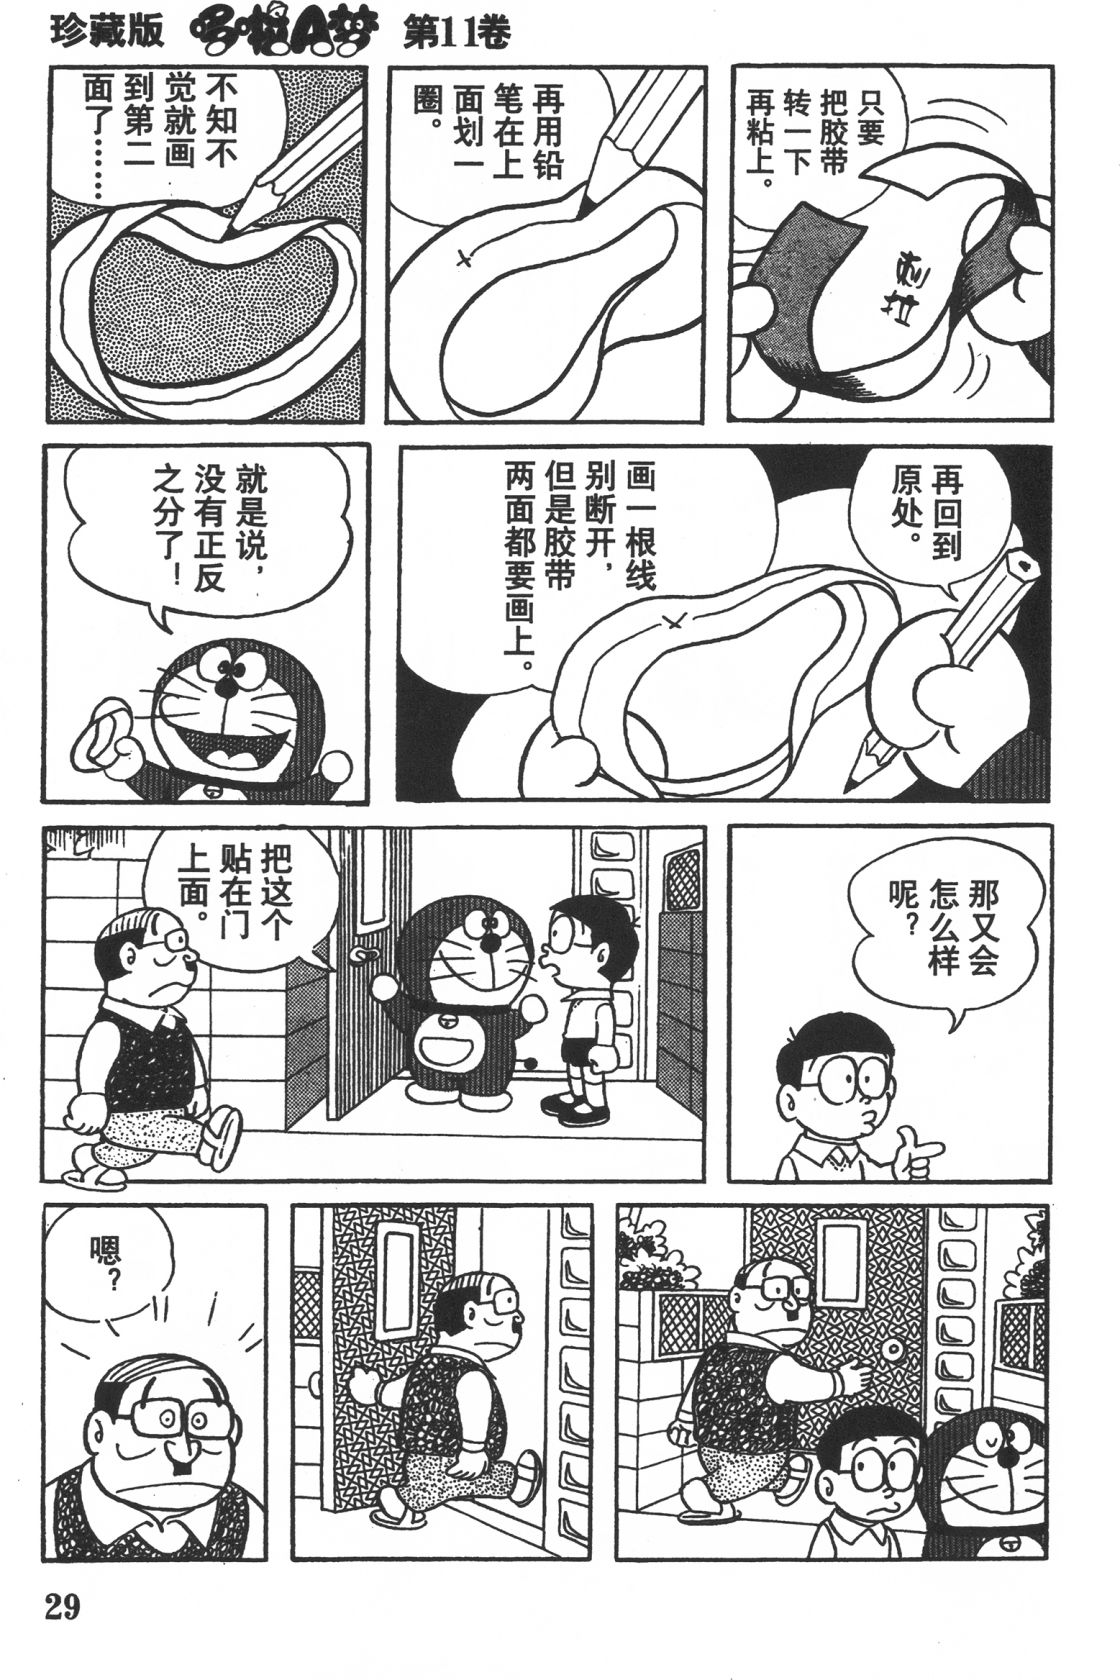 珍藏版 哆啦A梦 第11卷
只要
把胶带
转一下
再粘上。
再用铅
笔在上
面划一
圈。
不知不
觉就画
到第二
面了……
再回到
原处。
画一根线
别断开，
但是胶带
两面都要画上。
就是说，
没有正反
之分了！
那又会
怎么样
呢？
把这个
贴在门
上面。
嗯？
29